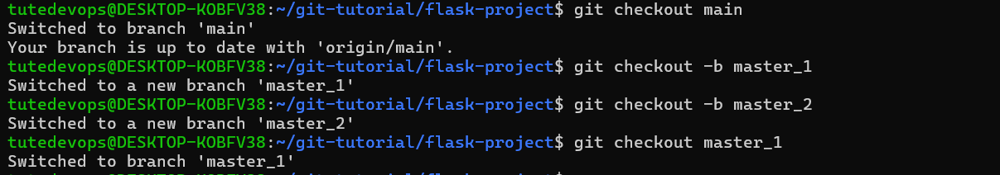 tutedevops@DESKTOP-KOBFV38:~/git-tutorial/flask-project$ git checkout main
Switched to branch 'main'
Your branch is up to date with 'origin/main'.
tutedevops@DESKTOP-KOBFV38:~/git-tutorial/flask-project$ git checkout -b master_1
Switched to a new branch 'master_1'
tutedevops@DESKTOP-KOBFV38:~/git-tutorial/flask-project$ git checkout -b master_2
Switched to a new branch 'master_2'
tutedevops@DESKTOP-KOBFV38:~/git-tutorial/flask-project$ git checkout master_1
Switched to branch 'master_1'